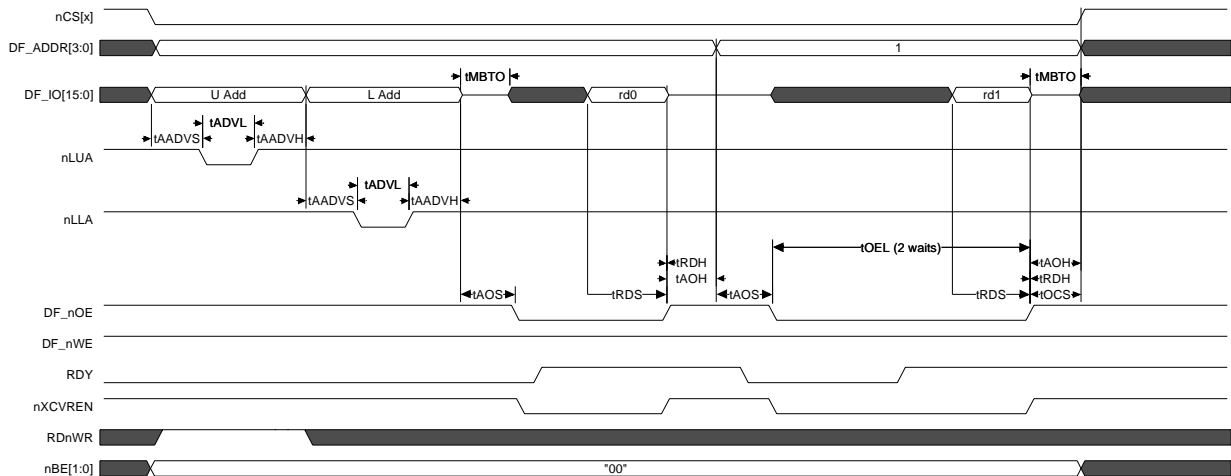 nCS[x]
DF_ADDR[3:0]
1
tMBTO
tMBTO
DF_IO[15:0]
U Add
L Add
rd0
rd1
tADVL
tAADVS
tAADVH
nLUA
tADVL
tAADVS
tAADVH
nLLA
tOEL (2 waits)
tRDH
tAOH
tAOH
tRDH
tAOS
tRDS
tAOS
tRDS
tOCS
DF_nOE
DF_nWE
RDY
nXCVREN
RDnWR
nBE[1:0]
"00"